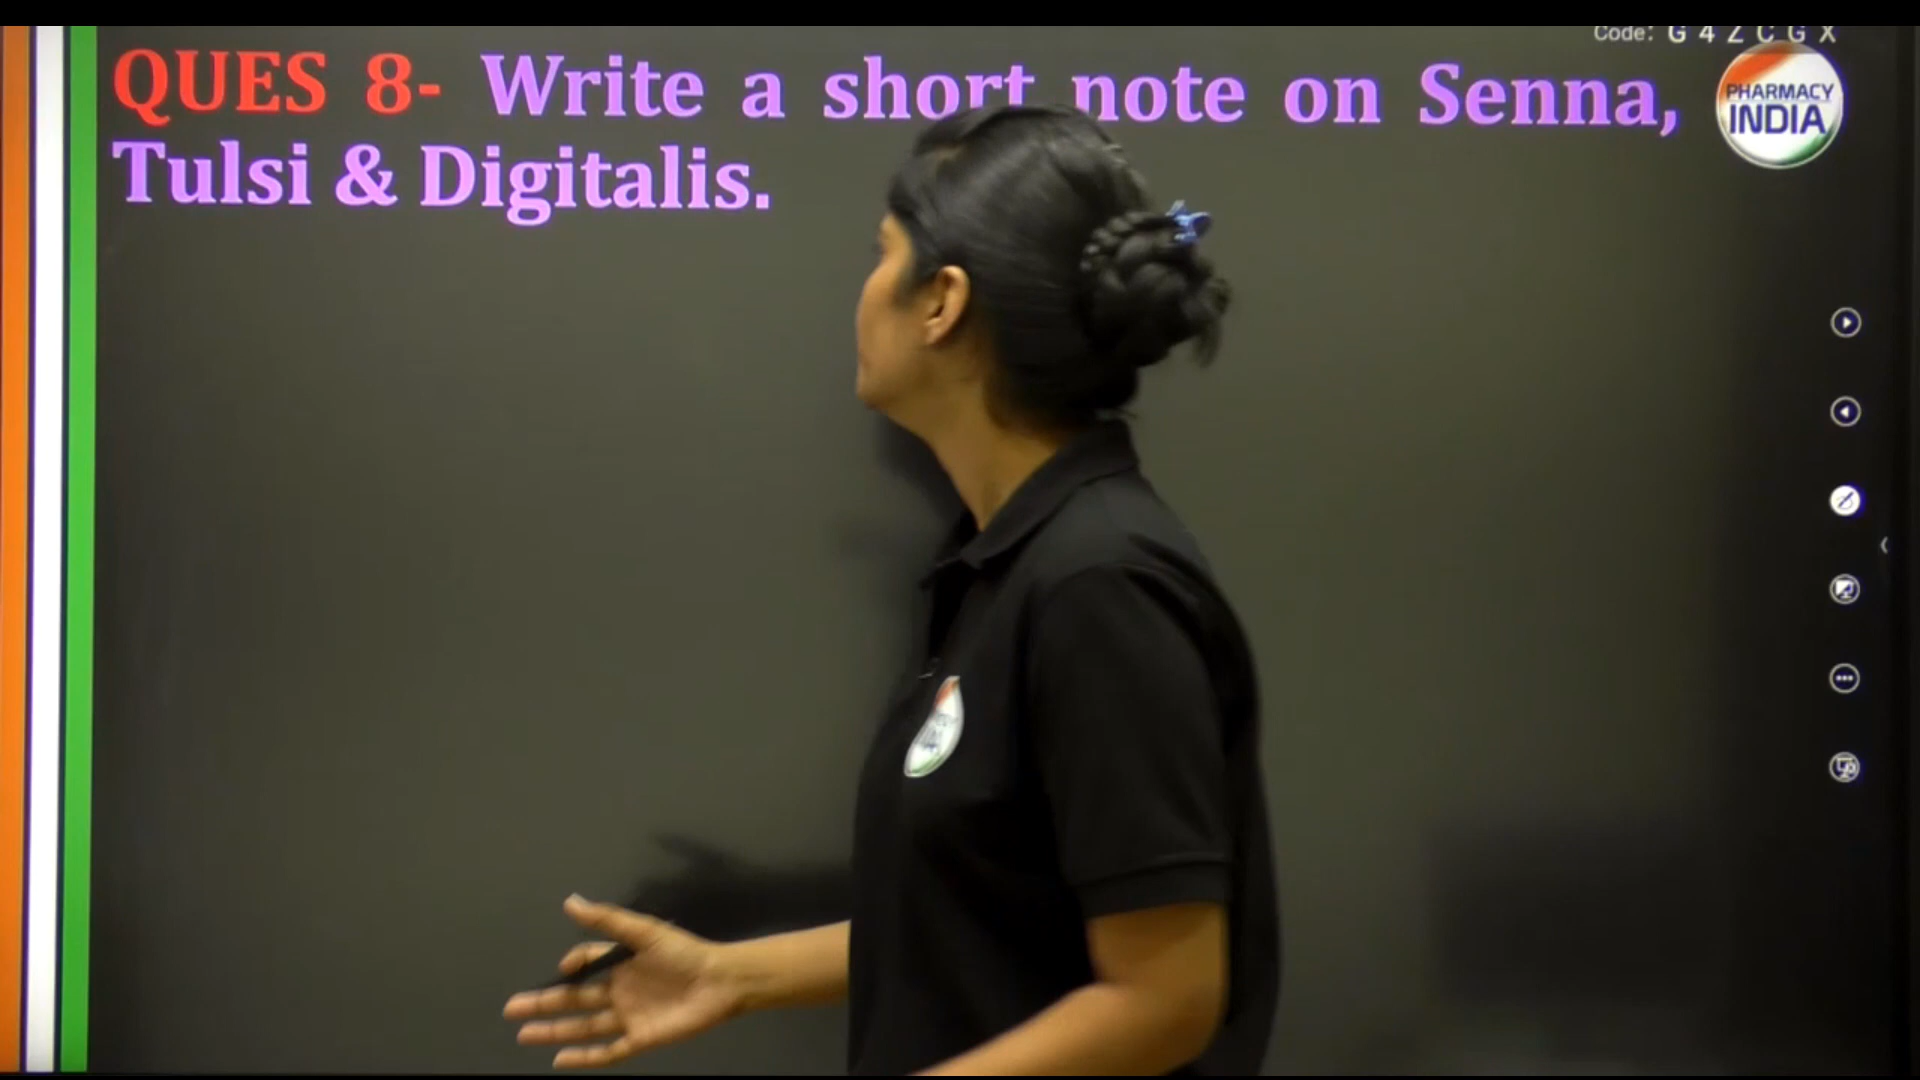 Code: G 4 Z C G X
QUES 8- Write a short note on Senna,
Tulsi & Digitalis.
PHARMACY
INDIA